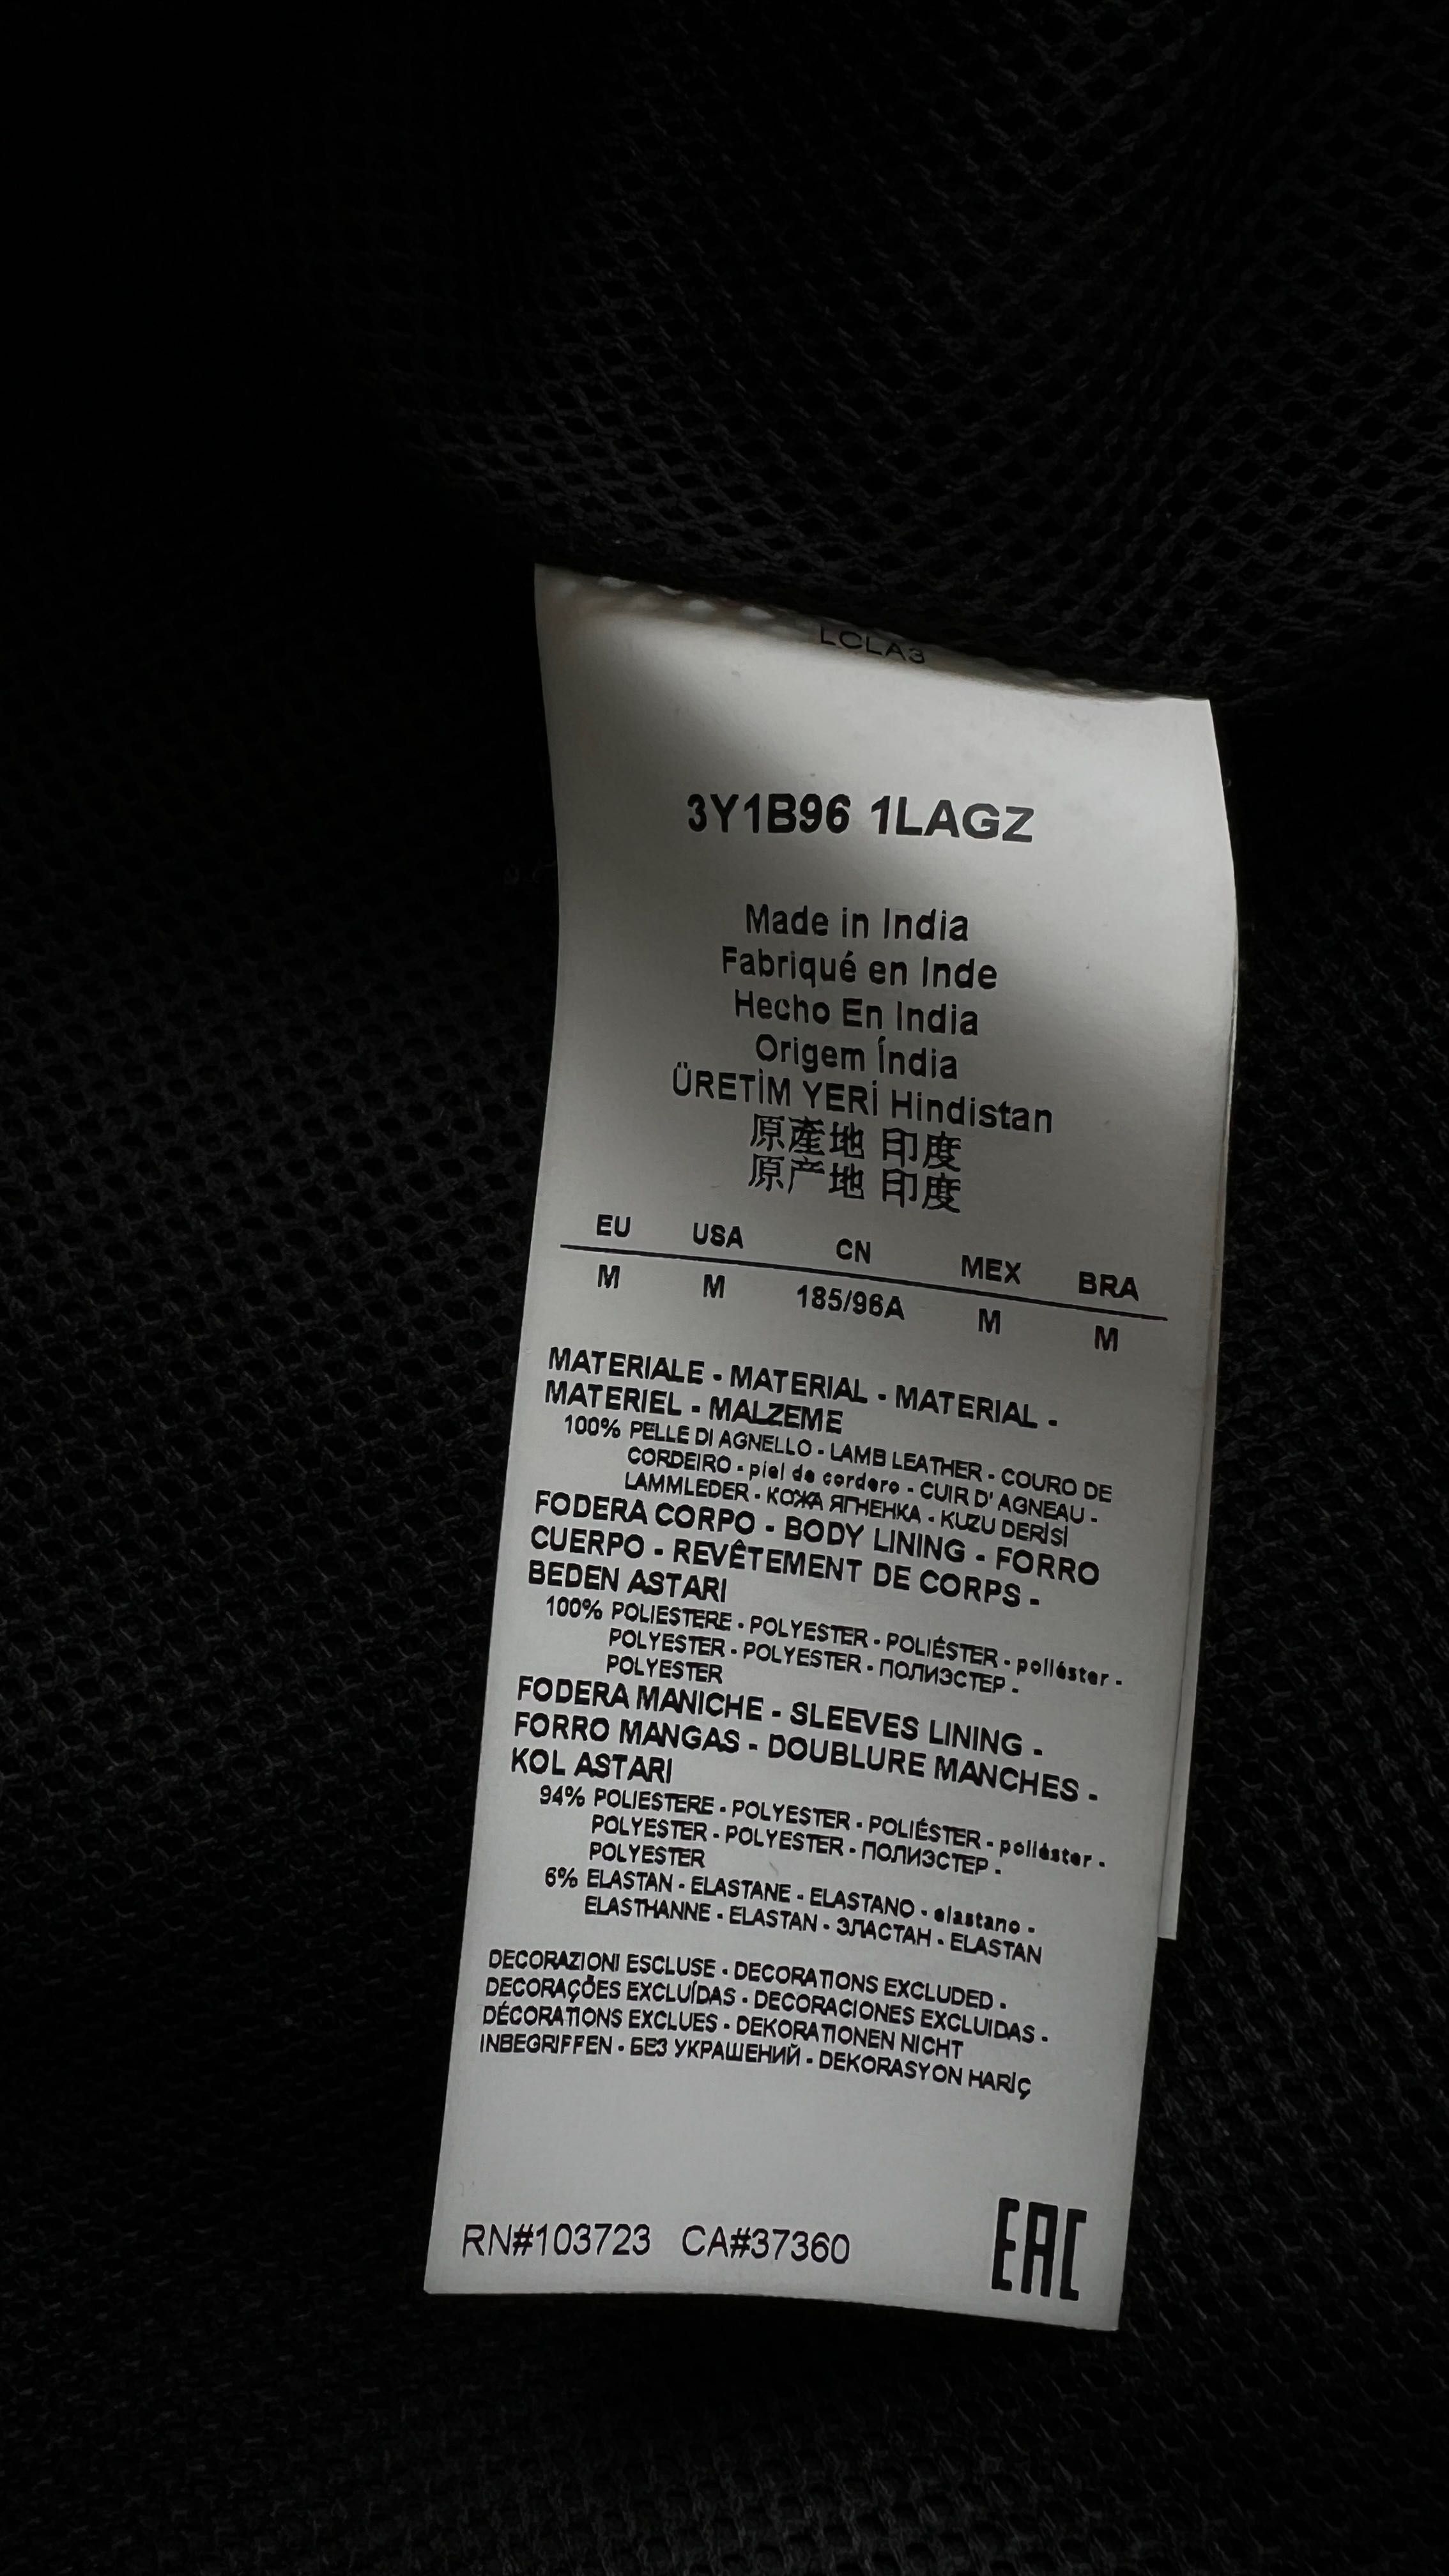 LCLA3
3Y1B96 1LAGZ
Made in India
Fabriqué en Inde
Hecho En India
Origem Índia
ÜRETİM YERİ Hindistan
原產地 印度
原产地 印度
EU USA CN MEX BRA
M M 185/96A M M
MATERIALE - MATERIAL - MATERIAL -
MATERIEL - MALZEME
100% PELLE DI AGNELLO - LAMB LEATHER - COURO DE
CORDEIRO - piel de cordero - CUIR D' AGNEAU -
LAMMLEDER - КОЖА ЯГНЕНКА - KUZU DERİSİ
FODERA CORPO - BODY LINING - FORRO
CUERPO - REVÊTEMENT DE CORPS -
BEDEN ASTARI
100% POLIESTERE - POLYESTER - POLIÉSTER - poliéster -
POLYESTER - POLYESTER - ПОЛИЭСТЕР -
POLYESTER
FODERA MANICHE - SLEEVES LINING -
FORRO MANGAS - DOUBLURE MANCHES -
KOL ASTARI
94% POLIESTERE - POLYESTER - POLIÉSTER - poliéster -
POLYESTER - POLYESTER - ПОЛИЭСТЕР -
POLYESTER
6% ELASTAN - ELASTANE - ELASTANO - elastano -
ELASTHANNE - ELASTAN - ЭЛАСТАН - ELASTAN
DECORAZIONI ESCLUSE - DECORATIONS EXCLUDED -
DECORAÇÕES EXCLUÍDAS - DECORACIONES EXCLUIDAS -
DÉCORATIONS EXCLUES - DEKORATIONEN NICHT
INBEGRIFFEN - БЕЗ УКРАШЕНИЙ - DEKORASYON HARİÇ
RN#103723 CA#37360
EAC